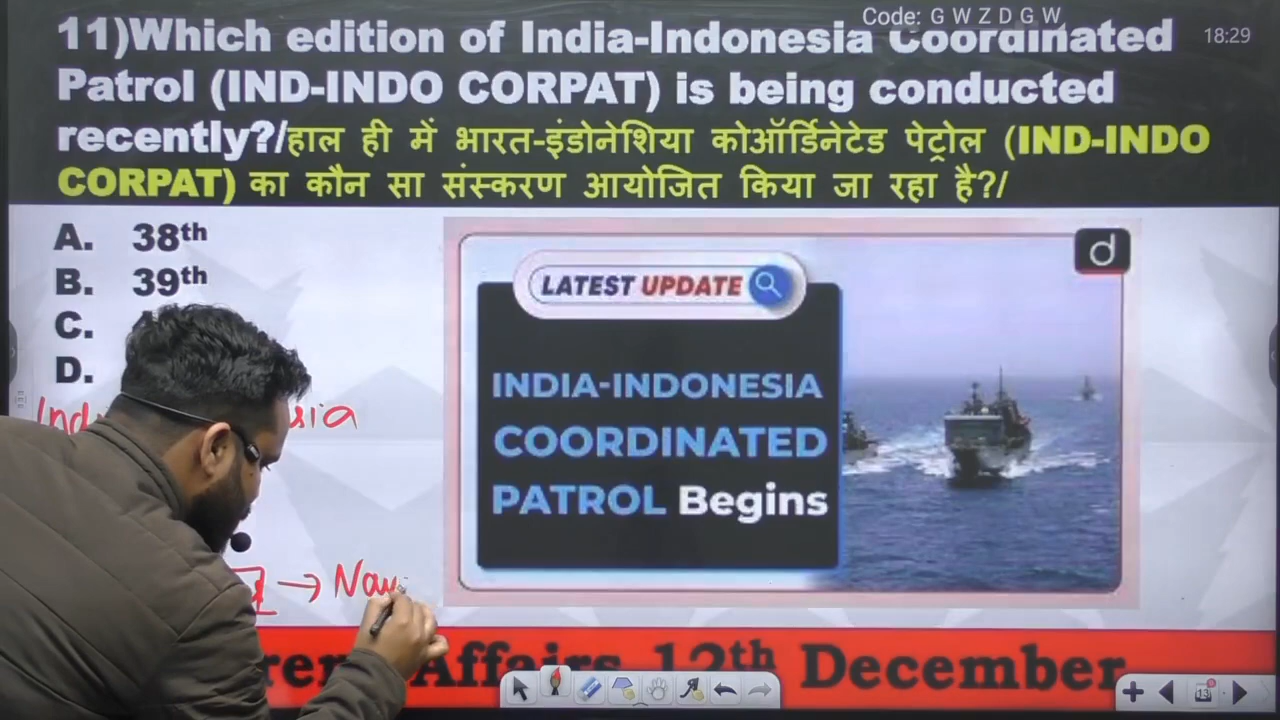 Code: G W Z D G W
18:29
11)Which edition of India-Indonesia Coordinated
Patrol (IND-INDO CORPAT) is being conducted
recently?/हाल ही में भारत-इंडोनेशिया कोऑर्डिनेटेड पेट्रोल (IND-INDO
CORPAT) का कौन सा संस्करण आयोजित किया जा रहा है?/
A. 38th
B. 39th
C.
D.
d
LATEST UPDATE
INDIA-INDONESIA
COORDINATED
PATROL Begins
→ Nav
Affairs 12th December
13